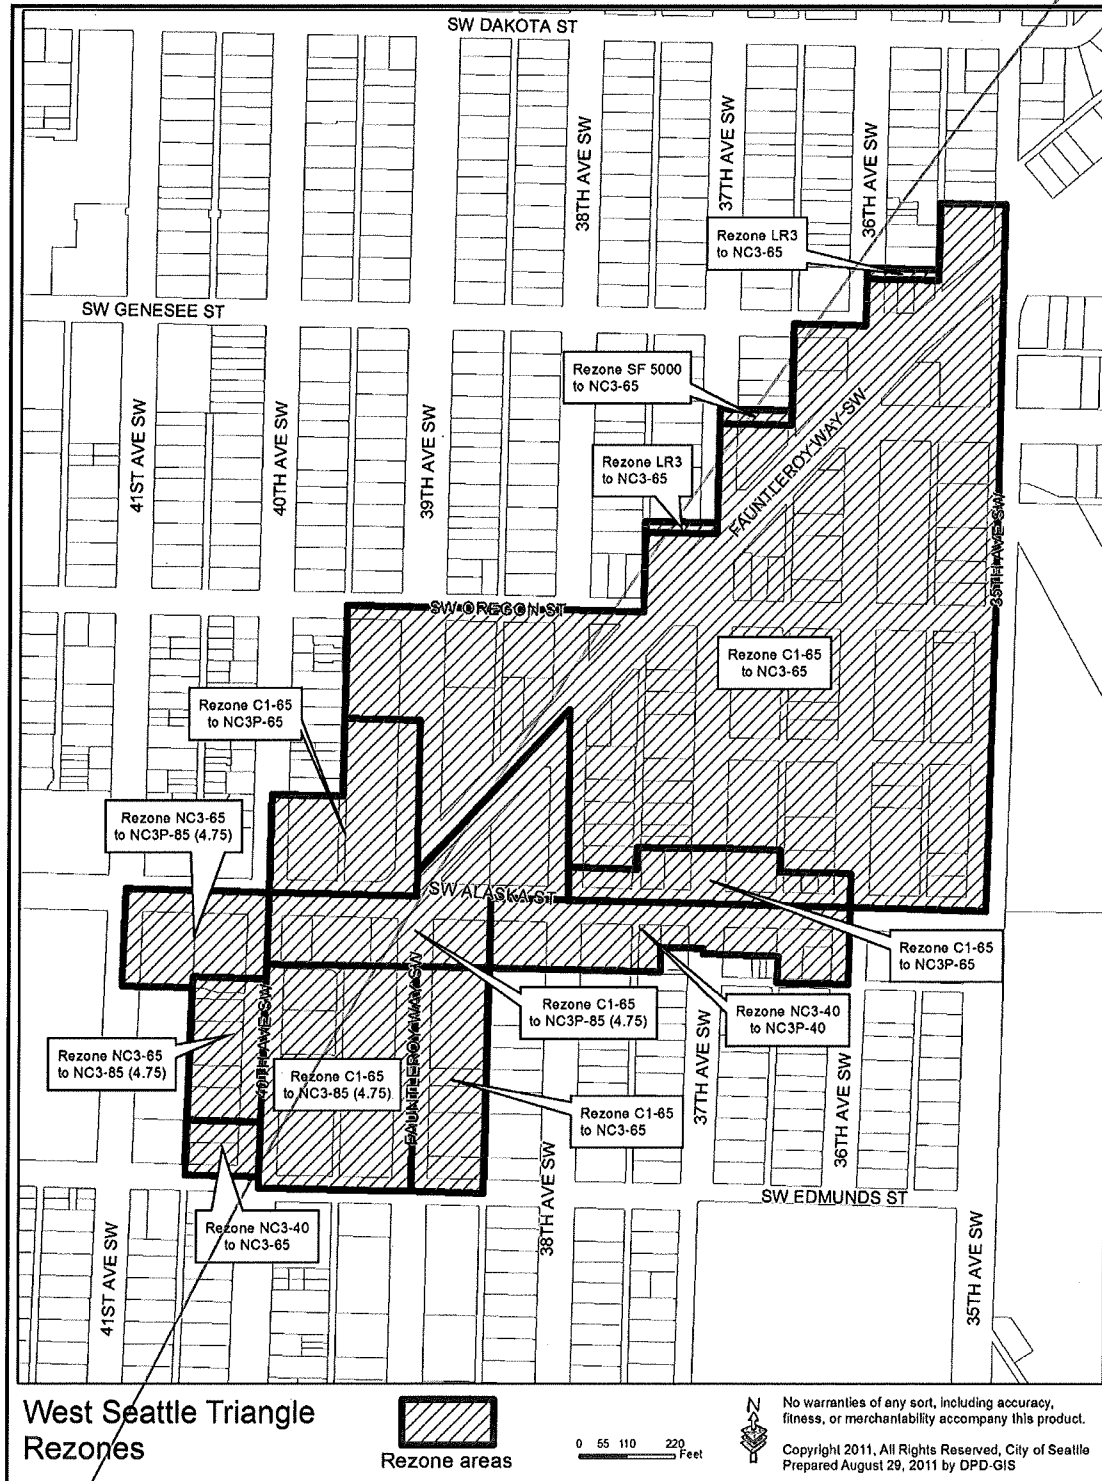 SW DAKOTA ST
38TH AVE SW
37TH AVE SW
36TH AVE SW
Rezone LR3
to NC3-65
SW GENESEE ST
Rezone SF 5000
to NC3-65
41ST AVE SW
40TH AVE SW
39TH AVE SW
FAUNTLEROY WAY SW
Rezone LR3
to NC3-65
35TH AVE SW
SW OREGON ST
Rezone C1-65
to NC3-65
Rezone C1-65
to NC3P-65
Rezone NC3-65
to NC3P-85 (4.75)
SW ALASKA ST
Rezone C1-65
to NC3P-65
Rezone C1-65
to NC3P-85 (4.75)
Rezone NC3-40
to NC3P-40
Rezone NC3-65
to NC3-85 (4.75)
40TH AVE SW
Rezone C1-65
to NC3-85 (4.75)
FAUNTLEROY WAY SW
Rezone C1-65
to NC3-65
37TH AVE SW
36TH AVE SW
38TH AVE SW
SW EDMUNDS ST
Rezone NC3-40
to NC3-65
41ST AVE SW
35TH AVE SW
West Seattle Triangle
Rezones
Rezone areas
0 55 110 220
Feet
N
No warranties of any sort, including accuracy,
fitness, or merchantability accompany this product.
Copyright 2011, All Rights Reserved, City of Seattle
Prepared August 29, 2011 by DPD-GIS